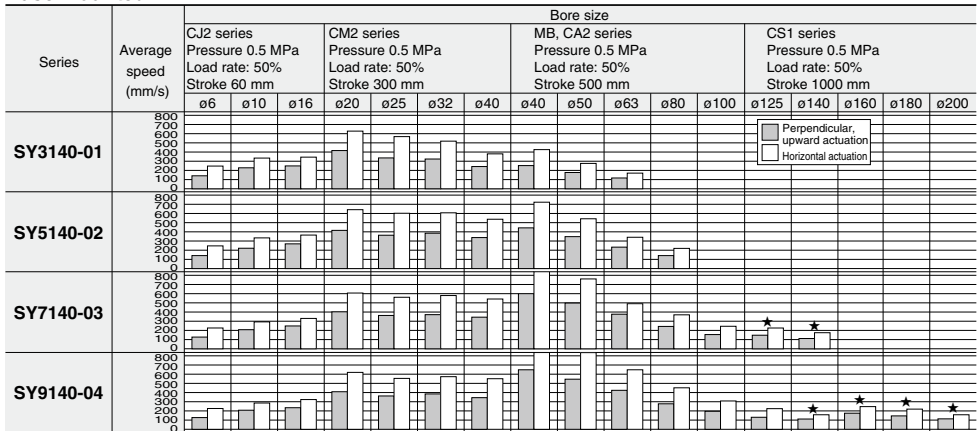 Bore size
Series
Average speed (mm/s)
CJ2 series
Pressure 0.5 MPa
Load rate: 50%
Stroke 60 mm
CM2 series
Pressure 0.5 MPa
Load rate: 50%
Stroke 300 mm
MB, CA2 series
Pressure 0.5 MPa
Load rate: 50%
Stroke 500 mm
CS1 series
Pressure 0.5 MPa
Load rate: 50%
Stroke 1000 mm
ø6 ø10 ø16 ø20 ø25 ø32 ø40 ø40 ø50 ø63 ø80 ø100 ø125 ø140 ø160 ø180 ø200
Perpendicular, upward actuation
Horizontal actuation
SY3140-01
800
700
600
500
400
300
200
100
0
SY5140-02
800
700
600
500
400
300
200
100
0
SY7140-03
800
700
600
500
400
300
200
100
0
★ ★
SY9140-04
800
700
600
500
400
300
200
100
0
★ ★ ★ ★